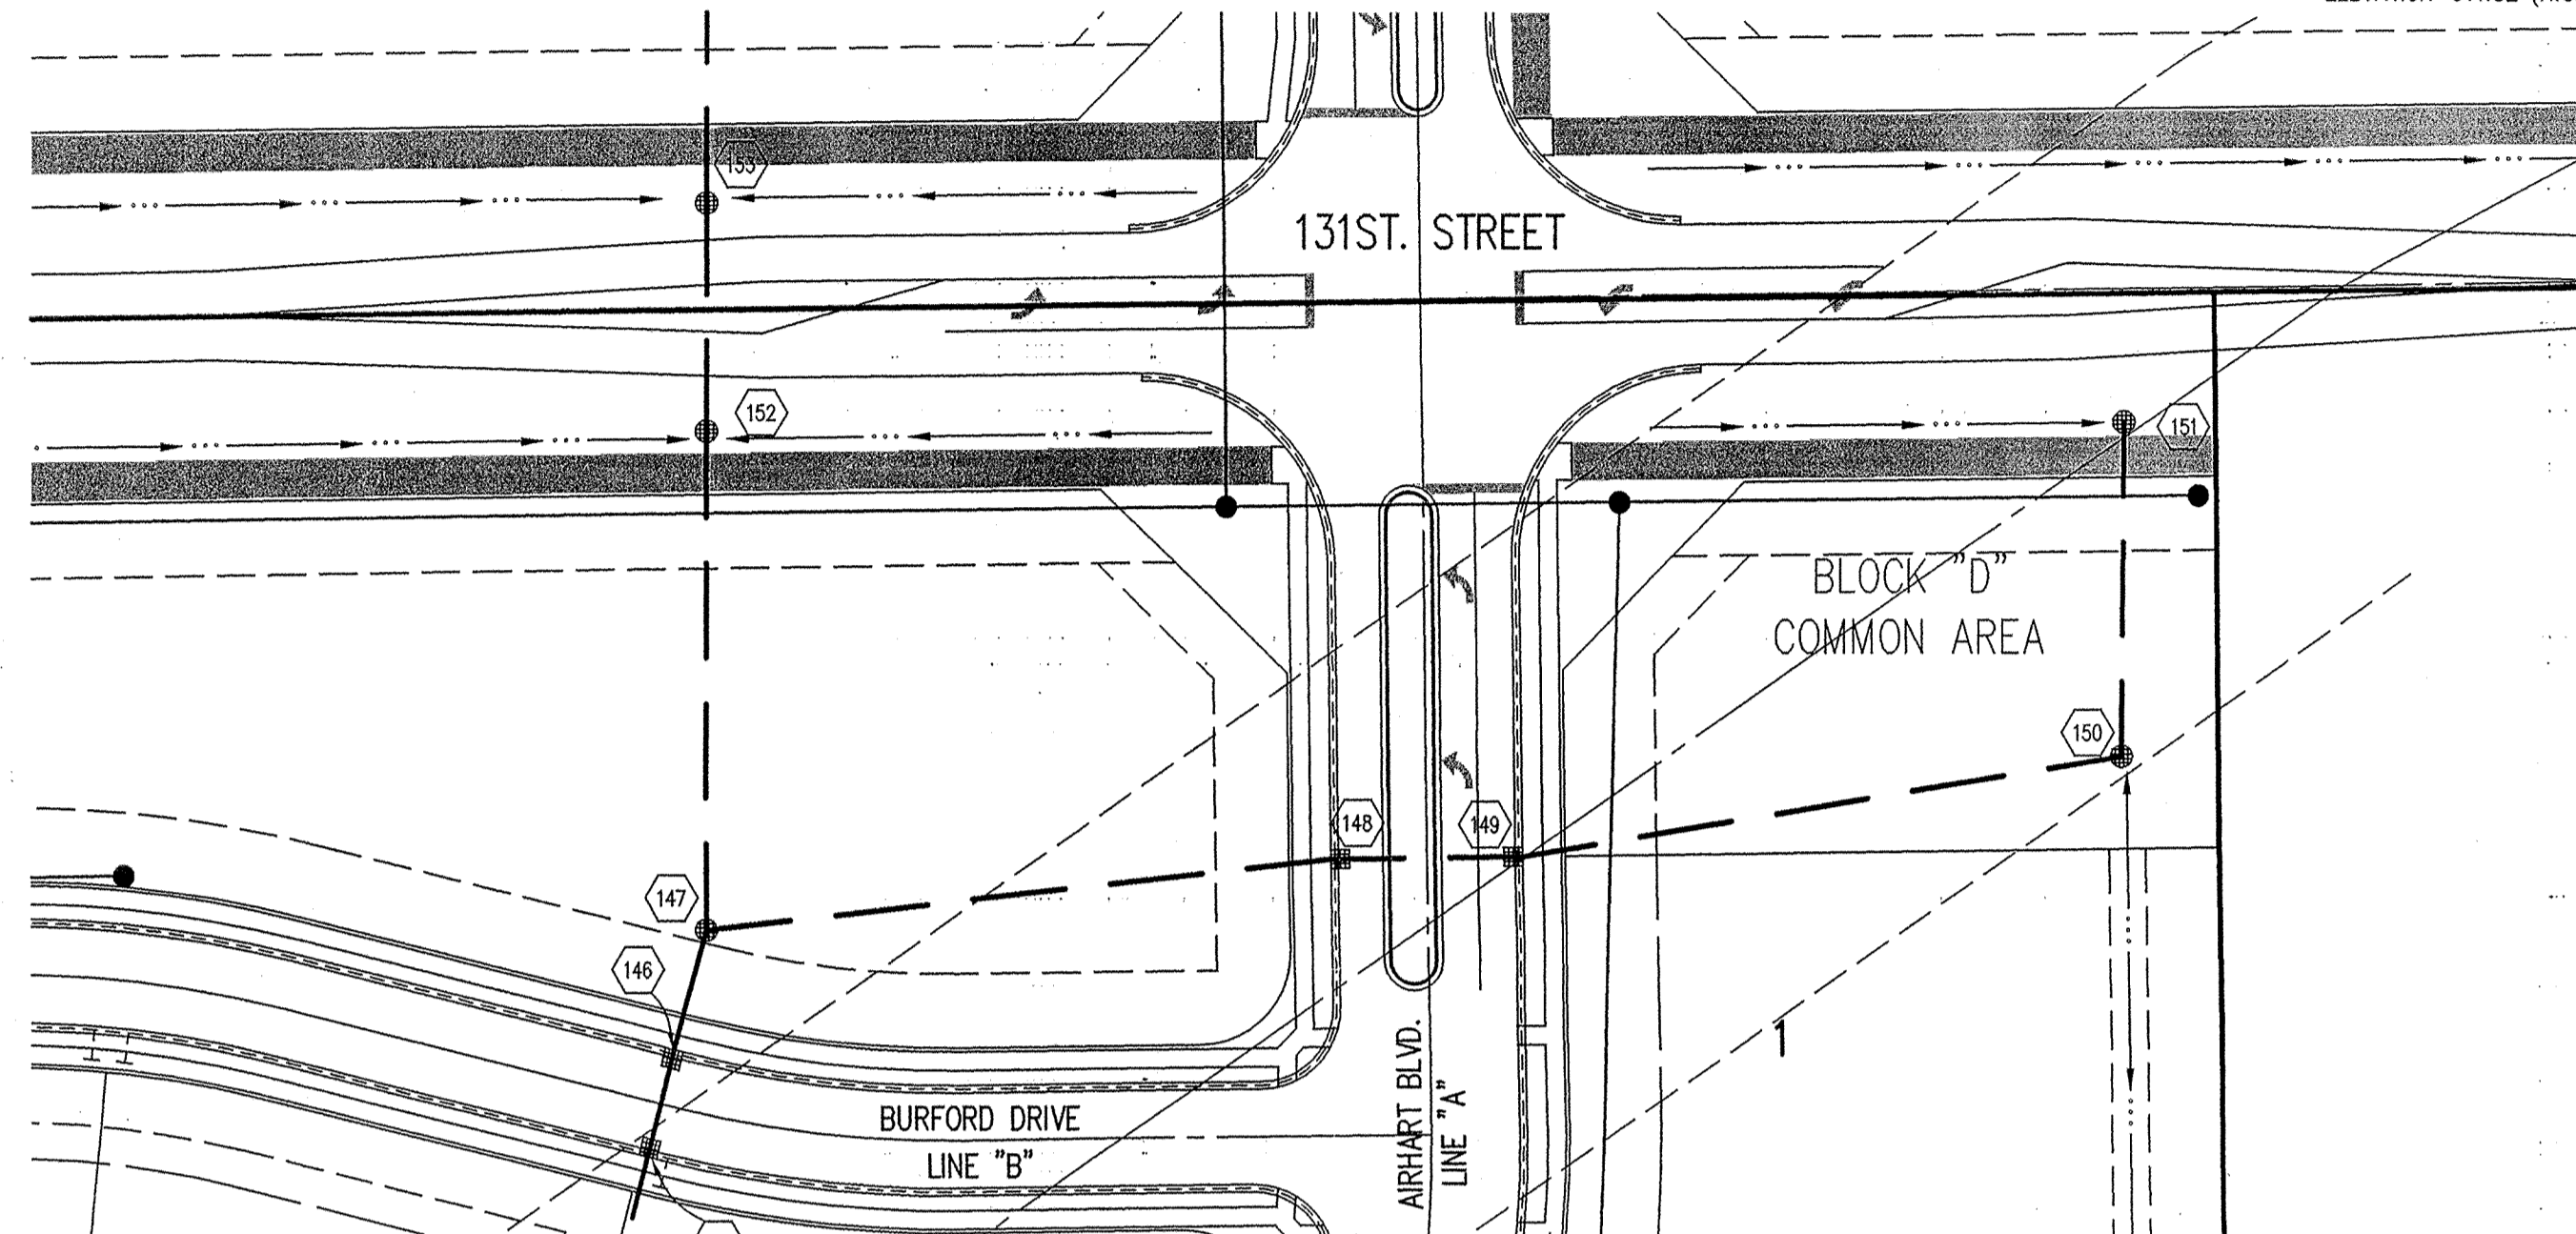 153
131ST. STREET
152
151
BLOCK "D"
COMMON AREA
150
148
149
147
146
1
BURFORD DRIVE
LINE "B"
AIRHART BLVD.
LINE "A"